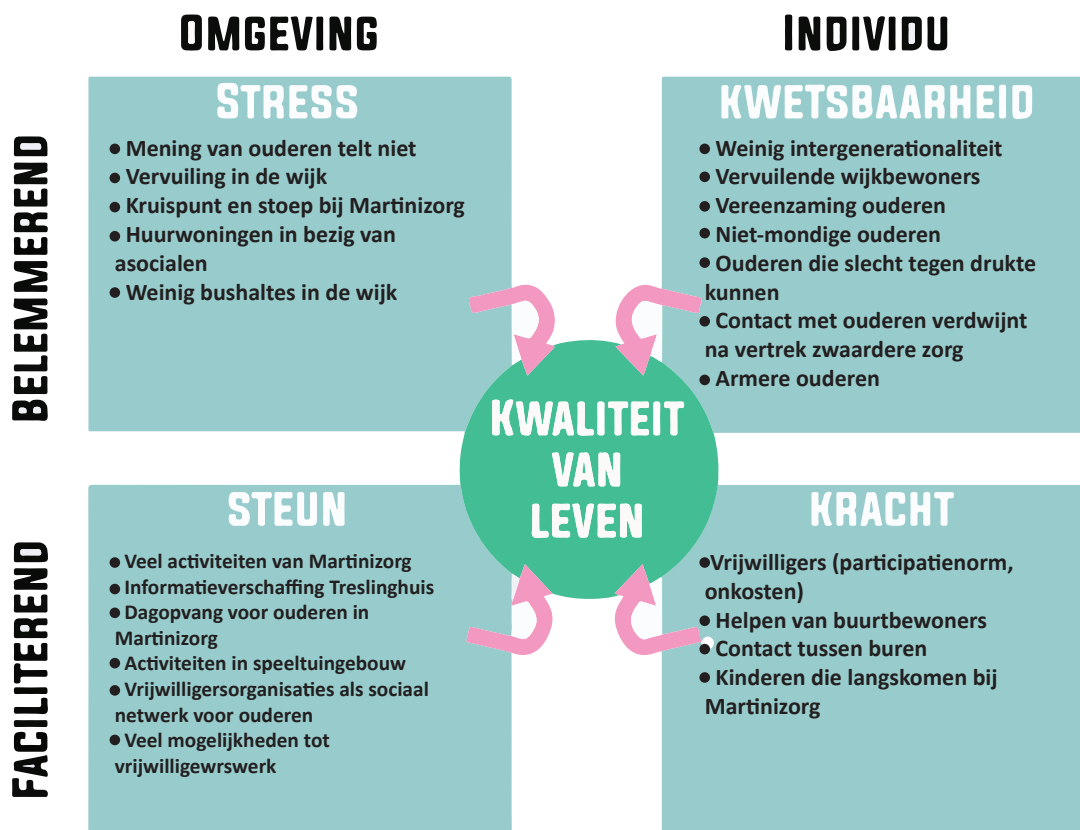 OMGEVING
INDIVIDU
BELEMMEREND
STRESS
• Mening van ouderen telt niet
• Vervuiling in de wijk
• Kruispunt en stoep bij Martinizorg
• Huurwoningen in bezig van
asocialen
• Weinig bushaltes in de wijk
KWETSBAARHEID
• Weinig intergenerationaliteit
• Vervuilende wijkbewoners
• Vereenzaming ouderen
• Niet-mondige ouderen
• Ouderen die slecht tegen drukte
kunnen
• Contact met ouderen verdwijnt
na vertrek zwaardere zorg
• Armere ouderen
KWALITEIT
VAN
LEVEN
FACILITEREND
STEUN
• Veel activiteiten van Martinizorg
• Informatieverschaffing Treslinghuis
• Dagopvang voor ouderen in
Martinizorg
• Activiteiten in speeltuingebouw
• Vrijwilligersorganisaties als sociaal
netwerk voor ouderen
• Veel mogelijkheden tot
vrijwilligewrswerk
KRACHT
•Vrijwilligers (participatienorm,
onkosten)
• Helpen van buurtbewoners
• Contact tussen buren
• Kinderen die langskomen bij
Martinizorg